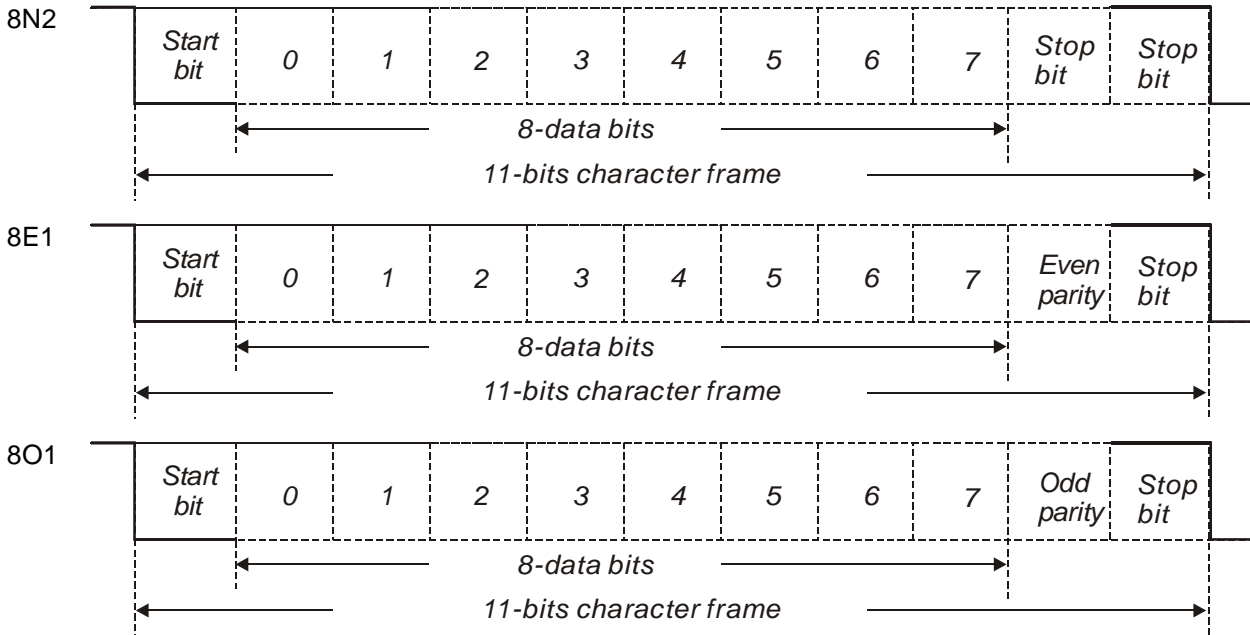 8N2
Start bit 0 1 2 3 4 5 6 7 Stop bit Stop bit
8-data bits
11-bits character frame
8E1
Start bit 0 1 2 3 4 5 6 7 Even parity Stop bit
8-data bits
11-bits character frame
8O1
Start bit 0 1 2 3 4 5 6 7 Odd parity Stop bit
8-data bits
11-bits character frame